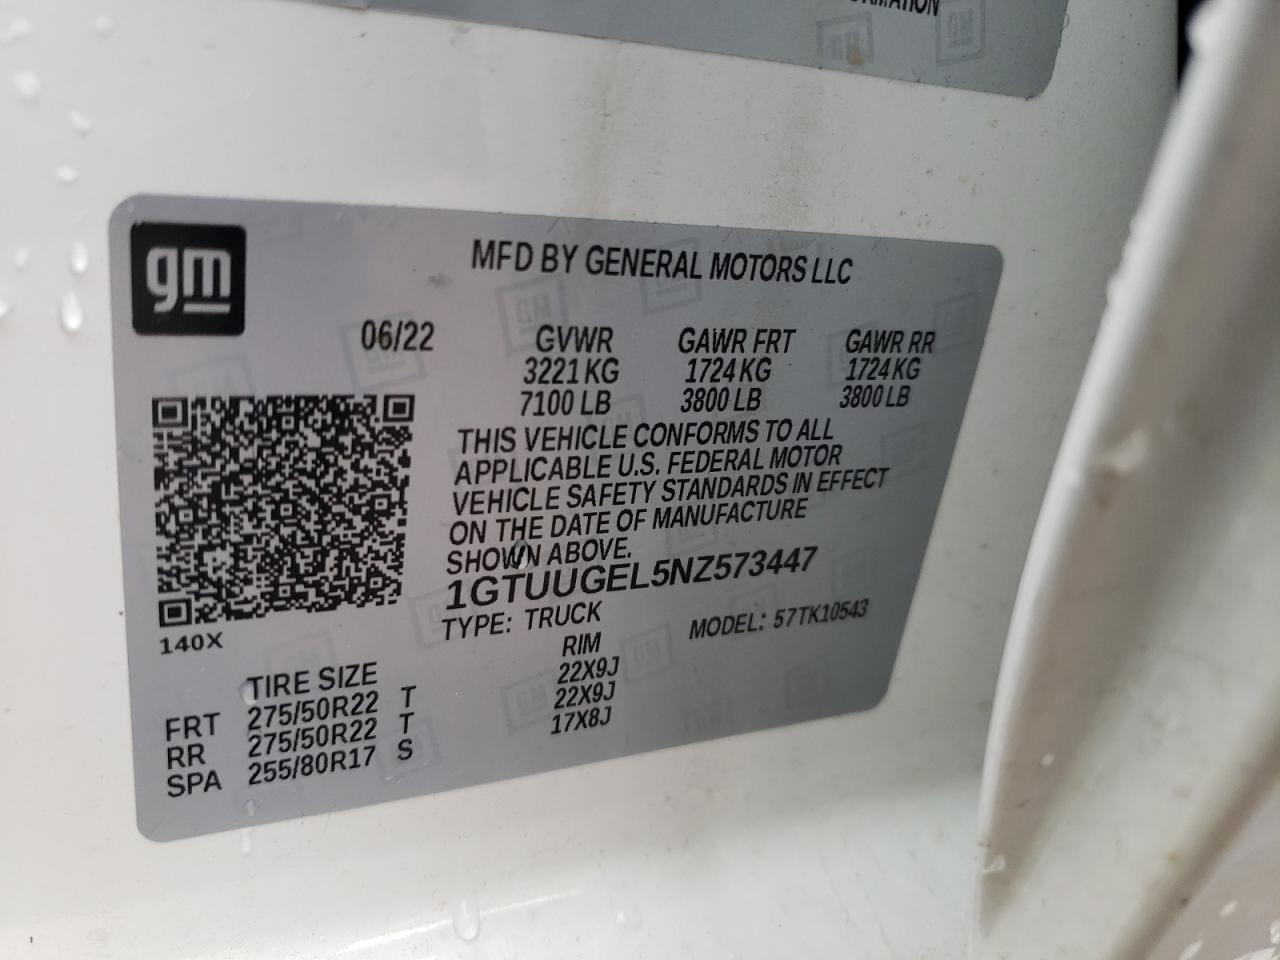 GM
GM
gm
MFD BY GENERAL MOTORS LLC
06/22
GVWR GAWR FRT GAWR RR
3221 KG 1724 KG 1724 KG
7100 LB 3800 LB 3800 LB
THIS VEHICLE CONFORMS TO ALL
APPLICABLE U.S. FEDERAL MOTOR
VEHICLE SAFETY STANDARDS IN EFFECT
ON THE DATE OF MANUFACTURE
SHOWN ABOVE.
1GTUUGEL5NZ573447
TYPE: TRUCK MODEL: 57TK10543
140X
TIRE SIZE RIM
FRT 275/50R22 T 22X9J
RR 275/50R22 T 22X9J
SPA 255/80R17 S 17X8J